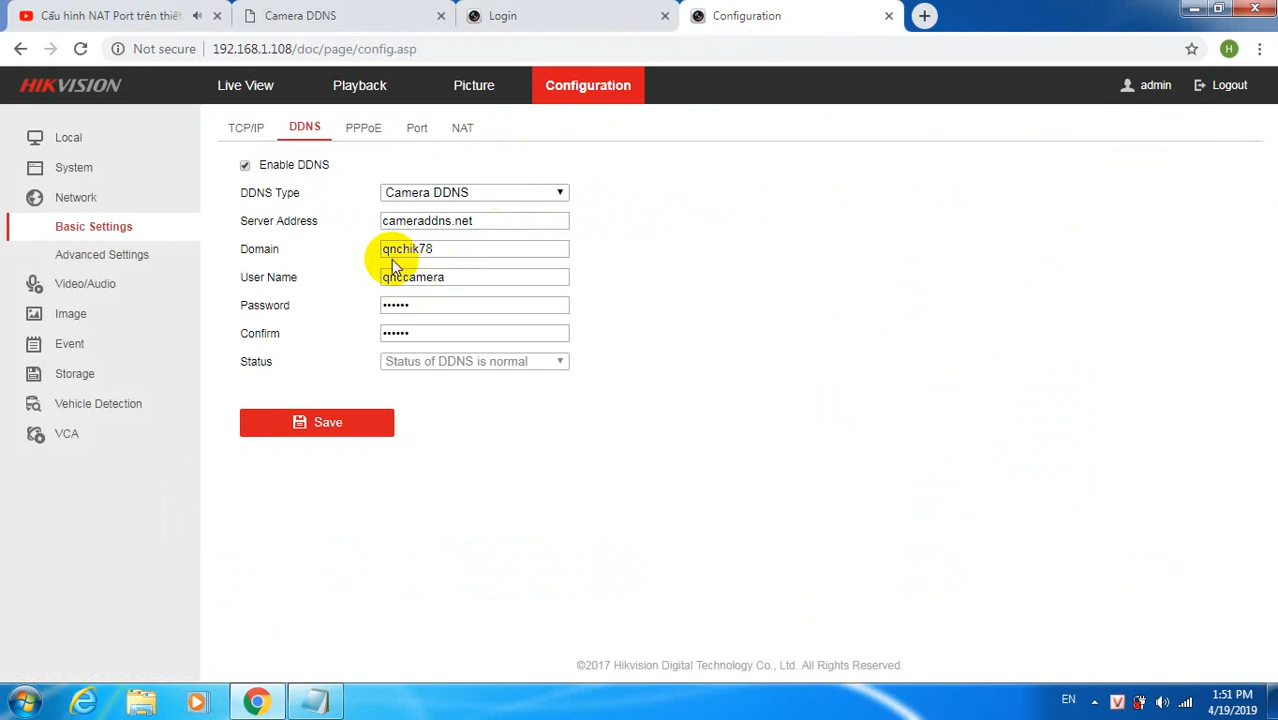 Cấu hình NAT Port trên thiết
Camera DDNS
Login
Configuration
Not secure
192.168.1.108/doc/page/config.asp
H
HIKVISION
Live View
Playback
Picture
Configuration
admin
Logout
Local
System
Network
Basic Settings
Advanced Settings
Video/Audio
Image
Event
Storage
Vehicle Detection
VCA
TCP/IP
DDNS
PPPoE
Port
NAT
Enable DDNS
DDNS Type
Camera DDNS
Server Address
cameraddns.net
Domain
qnchik78
User Name
qnccamera
Password
••••••
Confirm
••••••
Status
Status of DDNS is normal
Save
©2017 Hikvision Digital Technology Co., Ltd. All Rights Reserved.
EN
V
1:51 PM
4/19/2019